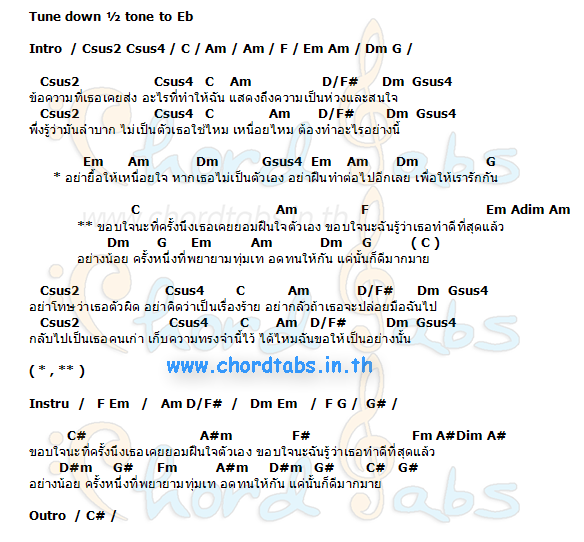 Tune down ½ tone to Eb
Intro / Csus2 Csus4 / C / Am / Am / F / Em Am / Dm G /
Csus2 Csus4 C Am D/F# Dm Gsus4
ข้อความที่เธอเคยส่ง อะไรที่ทำให้ฉัน แสดงถึงความเป็นห่วงและสนใจ
Csus2 Csus4 C Am D/F# Dm Gsus4
พึ่งรู้ว่ามันลำบาก ไม่เป็นตัวเธอใช่ไหม เหนื่อยไหม ต้องทำอะไรอย่างนี้
Em Am Dm Gsus4 Em Am Dm G
* อย่ายื้อให้เหนื่อยใจ หากเธอไม่เป็นตัวเอง อย่าฝืนทำต่อไปอีกเลย เพื่อให้เรารักกัน
C Am F Em Adim Am
** ขอบใจนะที่ครั้งนึงเธอเคยยอมฝืนใจตัวเอง ขอบใจนะฉันรู้ว่าเธอทำดีที่สุดแล้ว
Dm G Em Am Dm G ( C )
อย่างน้อย ครั้งหนึ่งที่พยายามทุ่มเท อดทนให้กัน แค่นั้นก็ดีมากมาย
Csus2 Csus4 C Am D/F# Dm Gsus4
อย่าโทษว่าเธอตัวผิด อย่าคิดว่าเป็นเรื่องร้าย อย่ากลัวถ้าเธอจะปล่อยมือฉันไป
Csus2 Csus4 C Am D/F# Dm Gsus4
กลับไปเป็นเธอคนเก่า เก็บความทรงจำนี้ไว้ ได้ไหมฉันขอให้เป็นอย่างนั้น
www.chordtabs.in.th
( * , ** )
Instru / F Em / Am D/F# / Dm Em / F G / G# /
C# A#m F# Fm A#Dim A#
ขอบใจนะที่ครั้งนึงเธอเคยยอมฝืนใจตัวเอง ขอบใจนะฉันรู้ว่าเธอทำดีที่สุดแล้ว
D#m G# Fm A#m D#m G# C# G#
อย่างน้อย ครั้งหนึ่งที่พยายามทุ่มเท อดทนให้กัน แค่นั้นก็ดีมากมาย
Outro / C# /